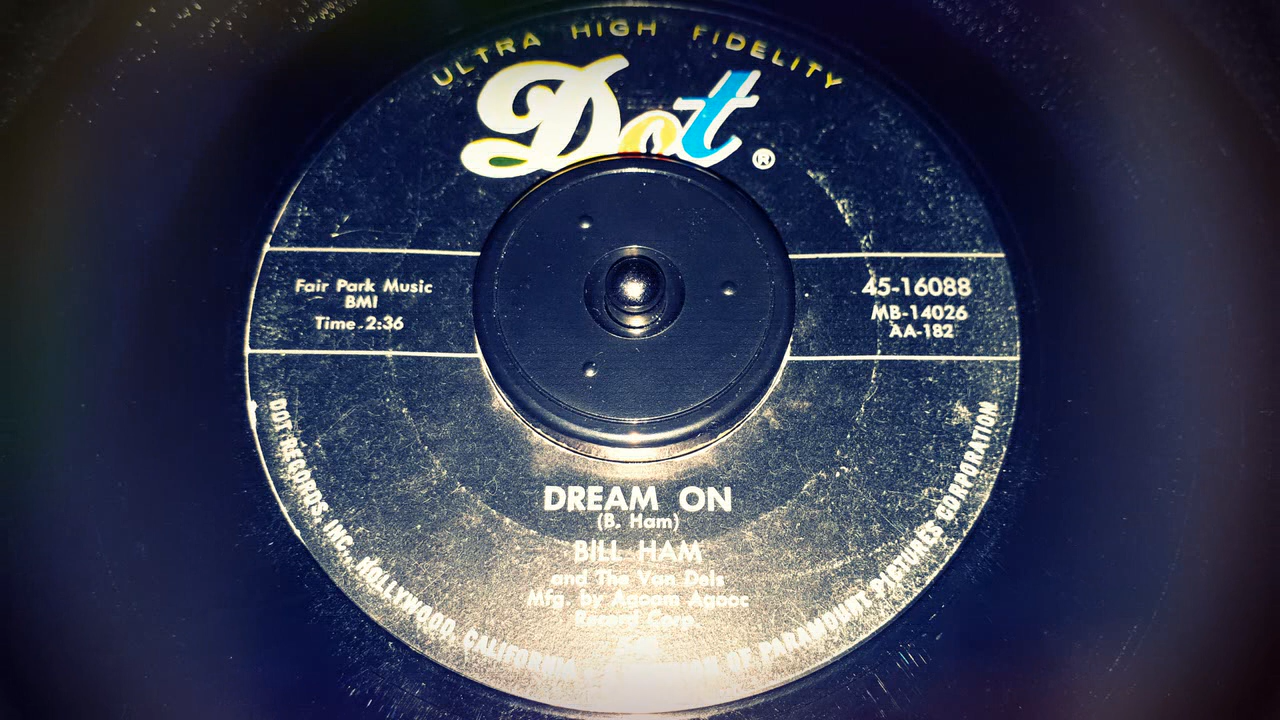 ULTRA HIGH FIDELITY
Dot®
Fair Park Music
BMI
Time 2:36
45-16088
MB-14026
AA-182
DREAM ON
(B. Ham)
BILL HAM
and The Van Dels
Mfg. by
Record Corp.
DOT RECORDS, INC., HOLLYWOOD, CALIFORNIA OF PARAMOUNT PICTURES CORPORATION